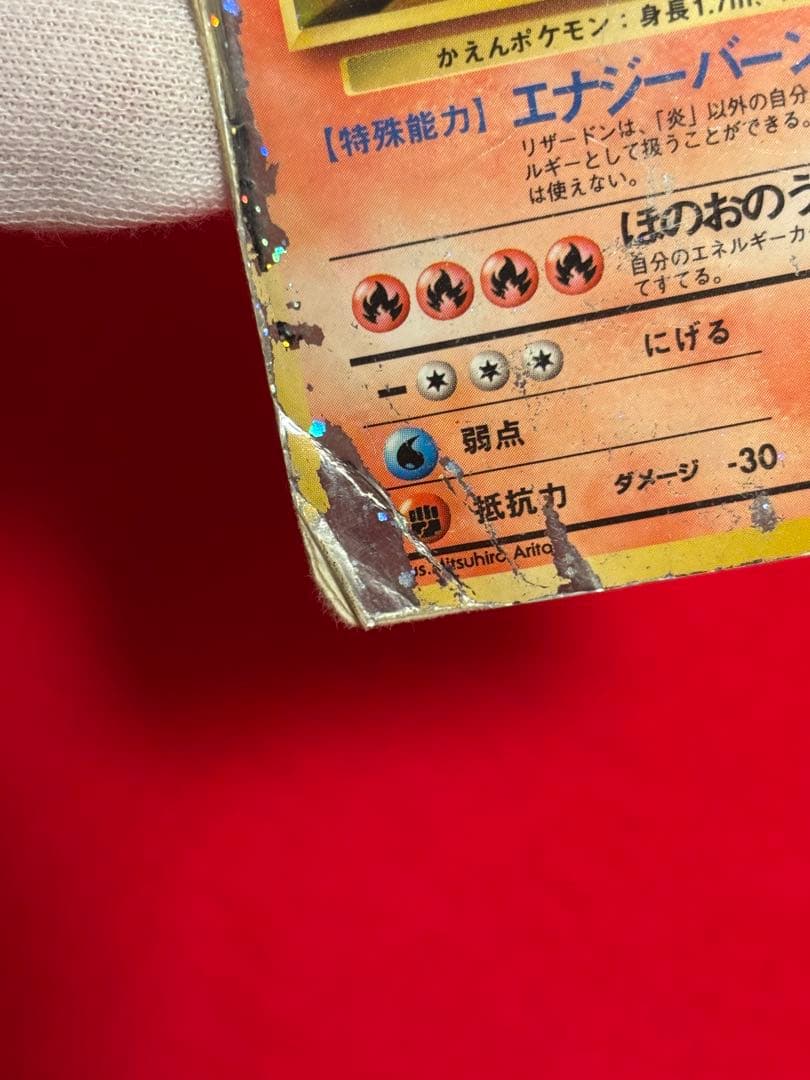 かえんポケモン：身長1.7m、
【特殊能力】 エナジーバーン
リザードンは、「炎」以外の自分
ルギーとして扱うことができる。
は使えない。
ほのおのう
自分のエネルギーカ
てすてる。
にげる
弱点
抵抗力 ダメージ -30
us.Mitsuhiro Arita